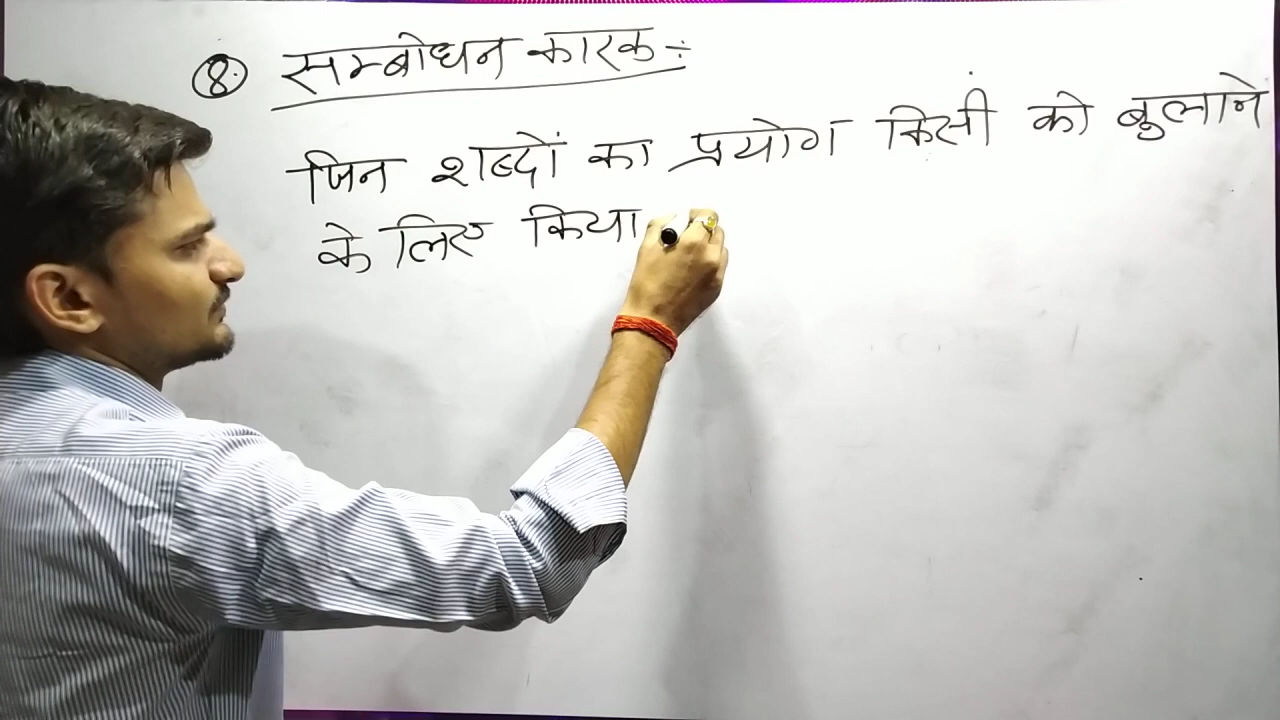 8. सम्बोधन कारक ÷
जिन शब्दों का प्रयोग किसी को बुलाने
के लिए किया